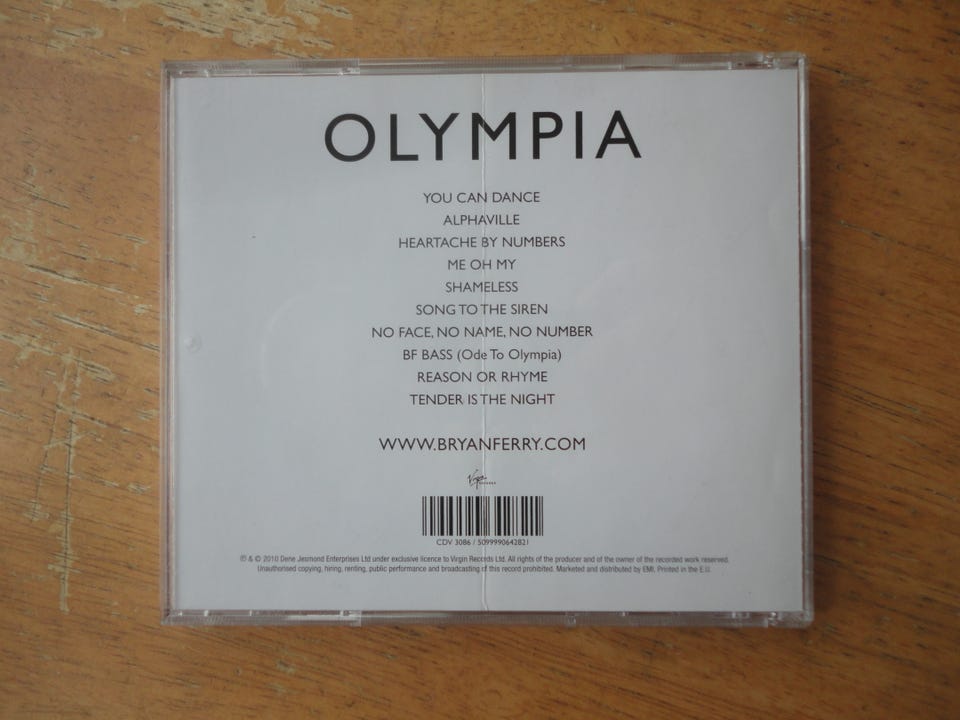 OLYMPIA
YOU CAN DANCE
ALPHAVILLE
HEARTACHE BY NUMBERS
ME OH MY
SHAMELESS
SONG TO THE SIREN
NO FACE, NO NAME, NO NUMBER
BF BASS (Ode To Olympia)
REASON OR RHYME
TENDER IS THE NIGHT
WWW.BRYANFERRY.COM
Virgin
RECORDS
CDV 3086 / 5099990642821
℗ & © 2010 Dene Jesmond Enterprises Ltd under exclusive licence to Virgin Records Ltd. All rights of the producer and of the owner of the recorded work reserved.
Unauthorised copying, hiring, renting, public performance and broadcasting of this record prohibited. Marketed and distributed by EMI. Printed in the E.U.